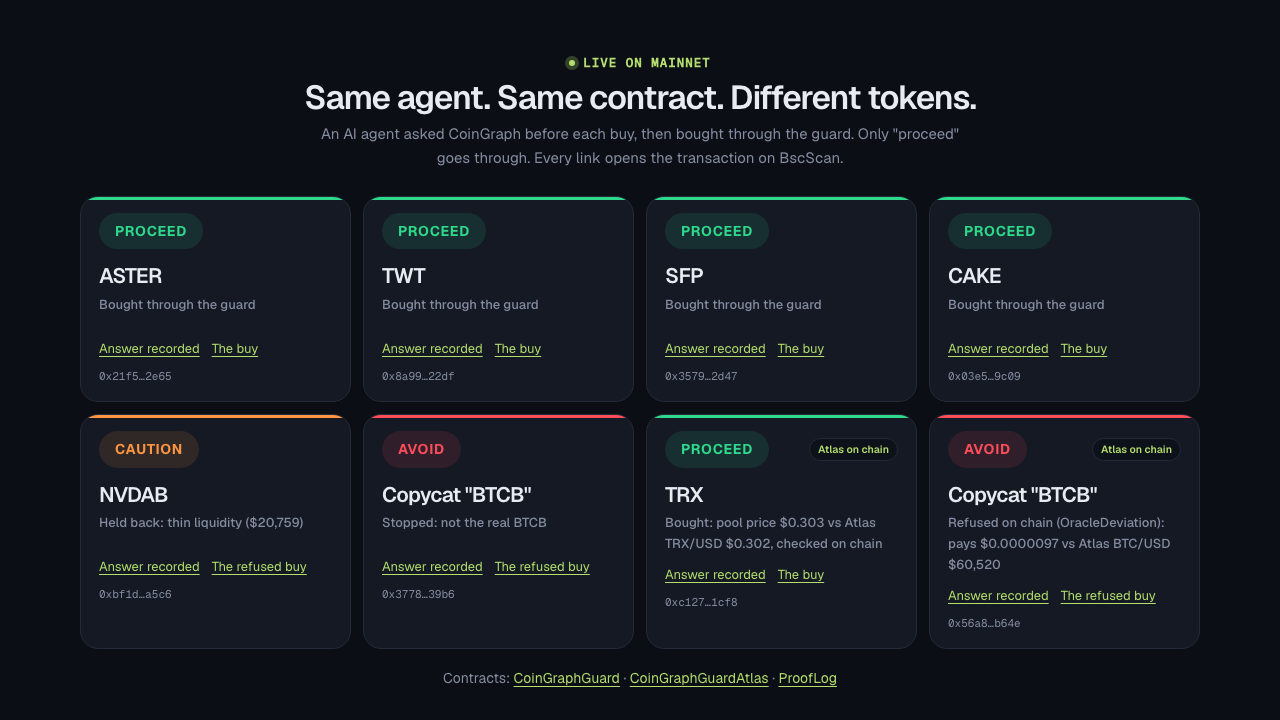 LIVE ON MAINNET
Same agent. Same contract. Different tokens.
An AI agent asked CoinGraph before each buy, then bought through the guard. Only "proceed"
goes through. Every link opens the transaction on BscScan.
PROCEED
ASTER
Bought through the guard
Answer recorded The buy
0x21f5…2e65
PROCEED
TWT
Bought through the guard
Answer recorded The buy
0x8a99…22df
PROCEED
SFP
Bought through the guard
Answer recorded The buy
0x3579…2d47
PROCEED
CAKE
Bought through the guard
Answer recorded The buy
0x03e5…9c09
CAUTION
NVDAB
Held back: thin liquidity ($20,759)
Answer recorded The refused buy
0xbf1d…a5c6
AVOID
Copycat "BTCB"
Stopped: not the real BTCB
Answer recorded The refused buy
0x3778…39b6
PROCEED Atlas on chain
TRX
Bought: pool price $0.303 vs Atlas
TRX/USD $0.302, checked on chain
Answer recorded The buy
0xc127…1cf8
AVOID Atlas on chain
Copycat "BTCB"
Refused on chain (OracleDeviation):
pays $0.0000097 vs Atlas BTC/USD
$60,520
Answer recorded The refused buy
0x56a8…b64e
Contracts: CoinGraphGuard · CoinGraphGuardAtlas · ProofLog